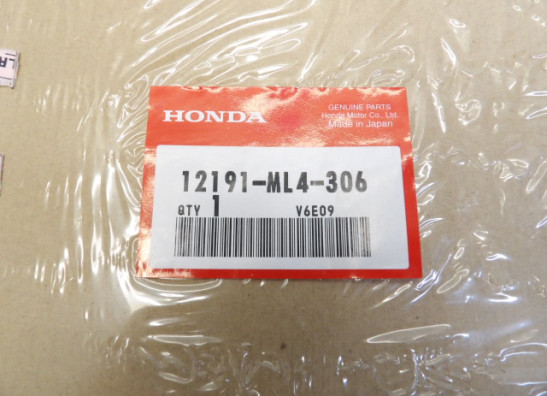 HONDA
GENUINE PARTS
Honda Motor Co., Ltd.
Made in Japan
12191-ML4-306
QTY 1 V6E09